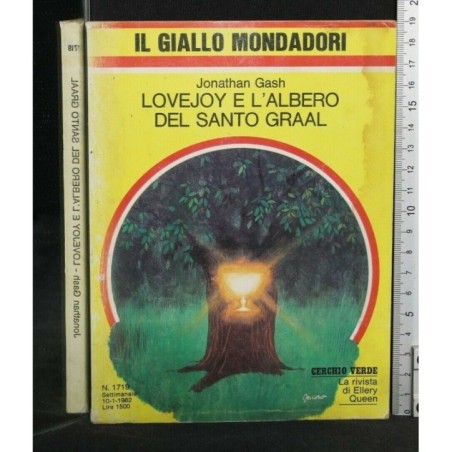 IL GIALLO MONDADORI
Jonathan Gash
LOVEJOY E L'ALBERO
DEL SANTO GRAAL
CERCHIO VERDE
La rivista
di Ellery
Queen
N. 1719
Settimanale
10-1-1982
Lire 1500
Jonathan Gash - LOVEJOY E L'ALBERO DEL SANTO GRAAL